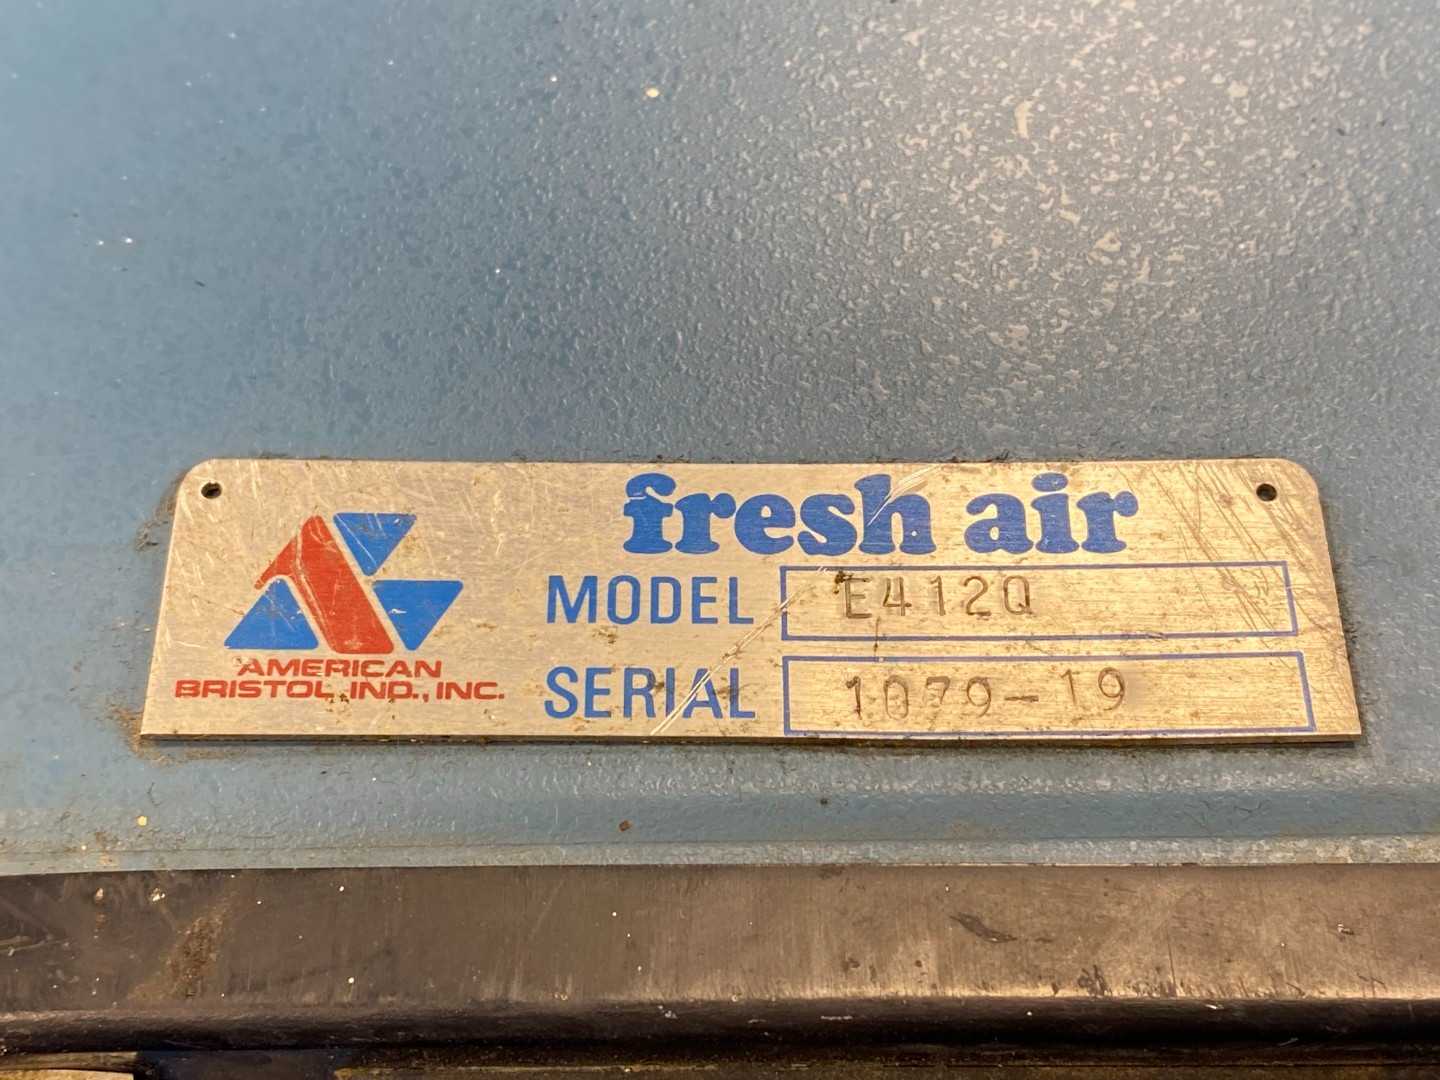 fresh air
MODEL E412Q
SERIAL 1079-19
AMERICAN
BRISTOL IND., INC.